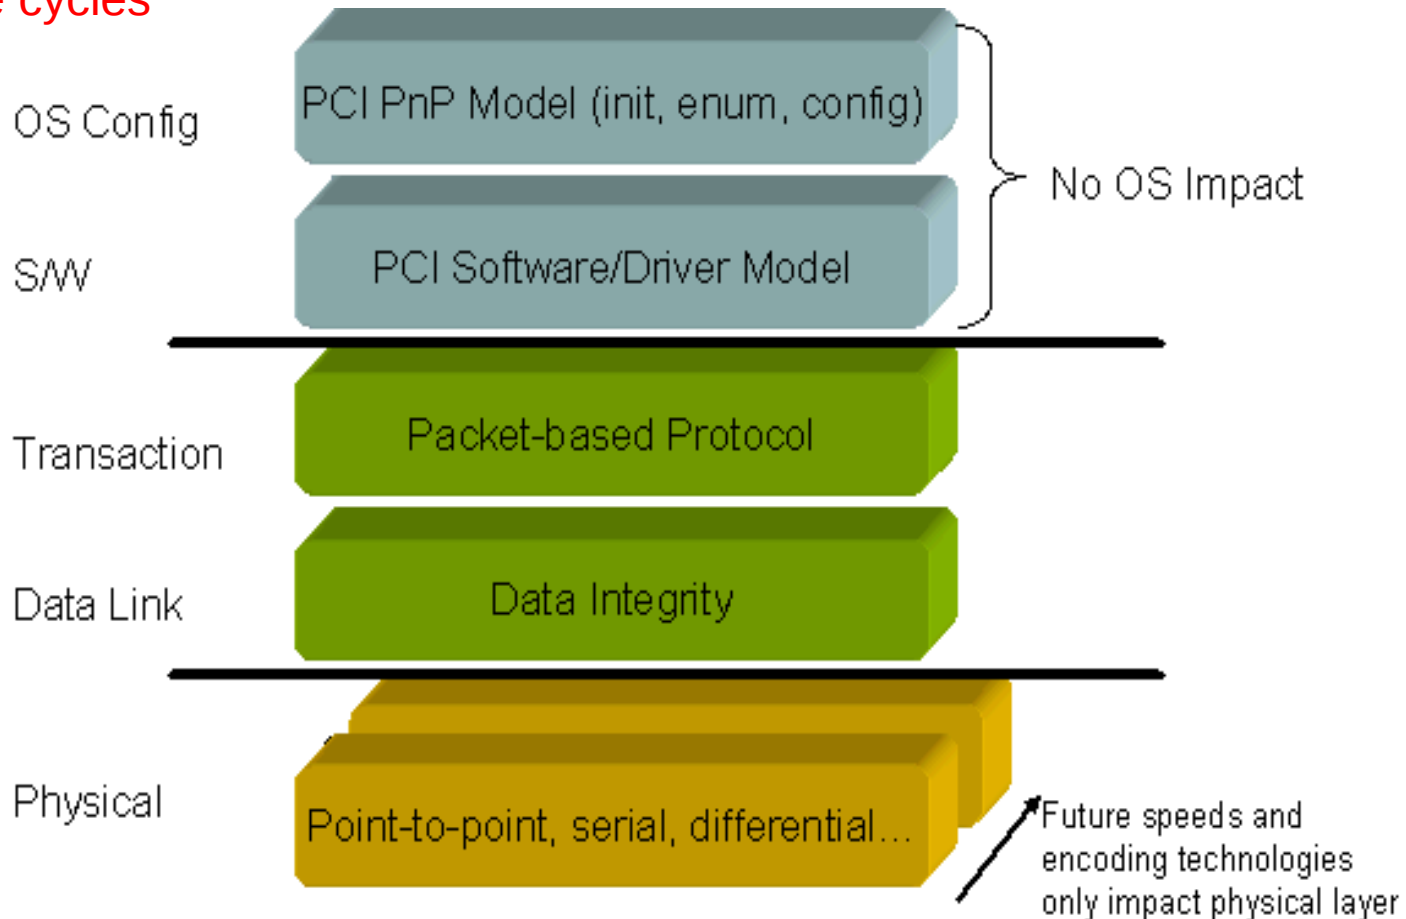 cycles
OS Config
PCI PnP Model (init, enum, config)
No OS Impact
S/W
PCI Software/Driver Model
Transaction
Packet-based Protocol
Data Link
Data Integrity
Physical
Point-to-point, serial, differential...
Future speeds and
encoding technologies
only impact physical layer